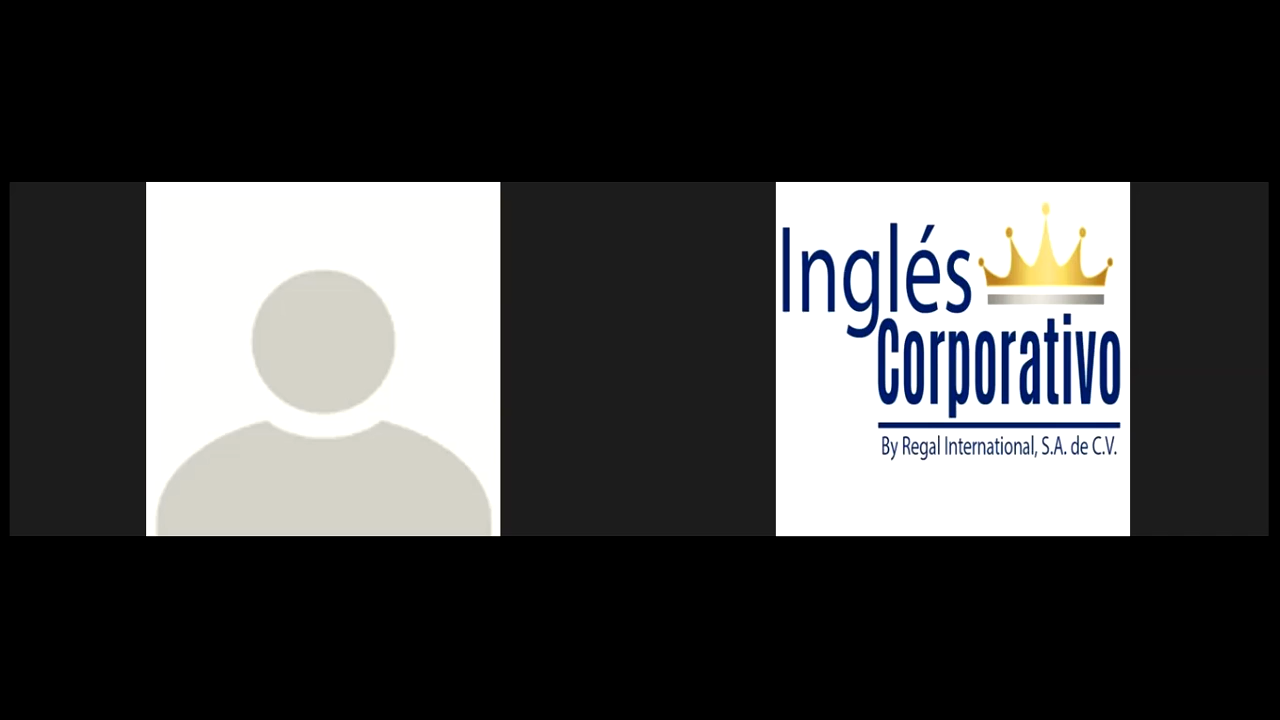 Inglés
Corporativo
By Regal International, S.A. de C.V.